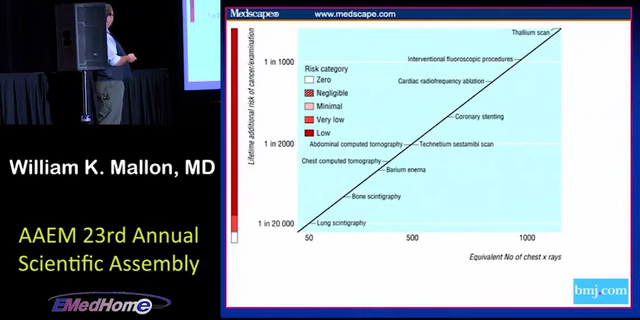 Medscape® www.medscape.com
Lifetime additional risk of cancer/examination
1 in 1000
1 in 2000
1 in 20 000
Risk category
Zero
Negligible
Minimal
Very low
Low
Thallium scan
Interventional fluoroscopic procedures
Cardiac radiofrequency ablation
Coronary stenting
Abdominal computed tomography
Technetium sestamibi scan
Chest computed tomography
Barium enema
Bone scintigraphy
Lung scintigraphy
50 500 1000
Equivalent No of chest x rays
bmj.com
William K. Mallon, MD
AAEM 23rd Annual
Scientific Assembly
EMedHome